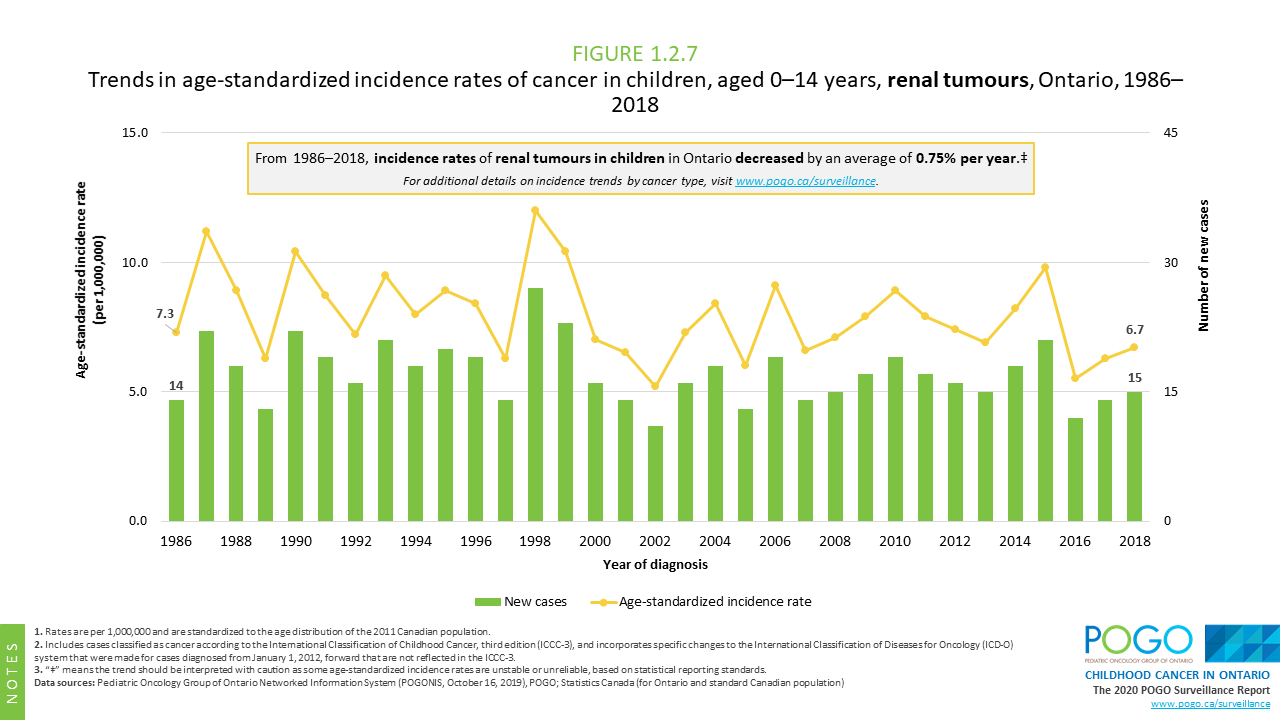 FIGURE 1.2.7
Trends in age-standardized incidence rates of cancer in children, aged 0–14 years, renal tumours, Ontario, 1986–
2018
15.0
45
From 1986–2018, incidence rates of renal tumours in children in Ontario decreased by an average of 0.75% per year.‡
For additional details on incidence trends by cancer type, visit www.pogo.ca/surveillance.
Age-standardized incidence rate
(per 1,000,000)
Number of new cases
10.0
30
7.3
6.7
14
15
5.0
15
0.0
0
1986 1988 1990 1992 1994 1996 1998 2000 2002 2004 2006 2008 2010 2012 2014 2016 2018
Year of diagnosis
New cases
Age-standardized incidence rate
NOTES
1. Rates are per 1,000,000 and are standardized to the age distribution of the 2011 Canadian population.
2. Includes cases classified as cancer according to the International Classification of Childhood Cancer, third edition (ICCC-3), and incorporates specific changes to the International Classification of Diseases for Oncology (ICD-O)
system that were made for cases diagnosed from January 1, 2012, forward that are not reflected in the ICCC-3.
3. “‡” means the trend should be interpreted with caution as some age-standardized incidence rates are unstable or unreliable, based on statistical reporting standards.
Data sources: Pediatric Oncology Group of Ontario Networked Information System (POGONIS, October 16, 2019), POGO; Statistics Canada (for Ontario and standard Canadian population)
POGO
PEDIATRIC ONCOLOGY GROUP OF ONTARIO
CHILDHOOD CANCER IN ONTARIO
The 2020 POGO Surveillance Report
www.pogo.ca/surveillance